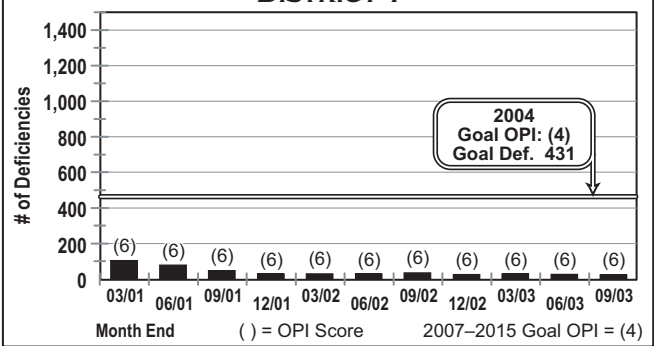 1,400
1,200
1,000
800
600
400
200
0
# of Deficiencies
2004
Goal OPI: (4)
Goal Def. 431
(6) (6) (6) (6) (6) (6) (6) (6) (6) (6) (6)
03/01 06/01 09/01 12/01 03/02 06/02 09/02 12/02 03/03 06/03 09/03
Month End ( ) = OPI Score 2007–2015 Goal OPI = (4)